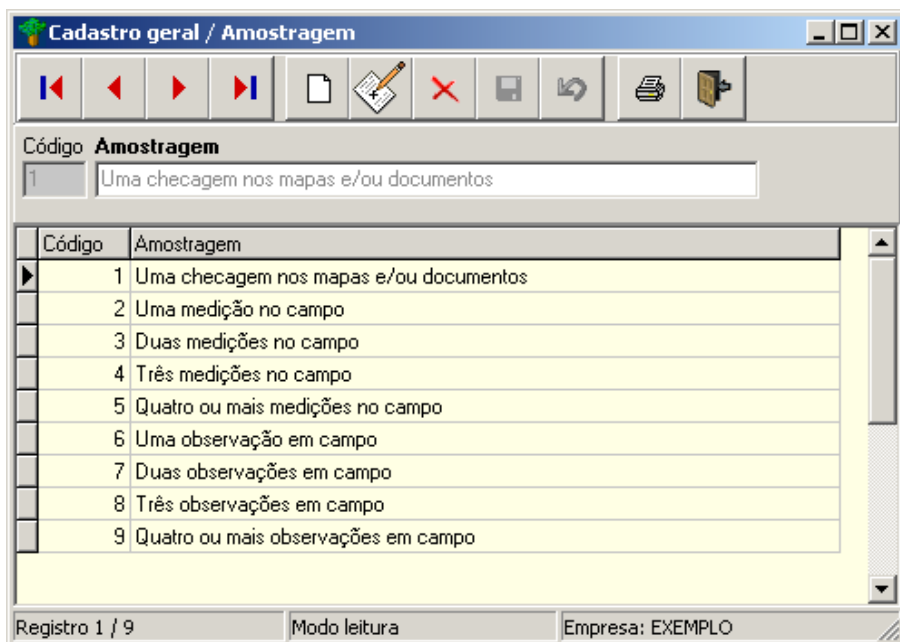 Cadastro geral / Amostragem
Código Amostragem
1 Uma checagem nos mapas e/ou documentos
Código Amostragem
1 Uma checagem nos mapas e/ou documentos
2 Uma medição no campo
3 Duas medições no campo
4 Três medições no campo
5 Quatro ou mais medições no campo
6 Uma observação em campo
7 Duas observações em campo
8 Três observações em campo
9 Quatro ou mais observações em campo
Registro 1 / 9 Modo leitura Empresa: EXEMPLO